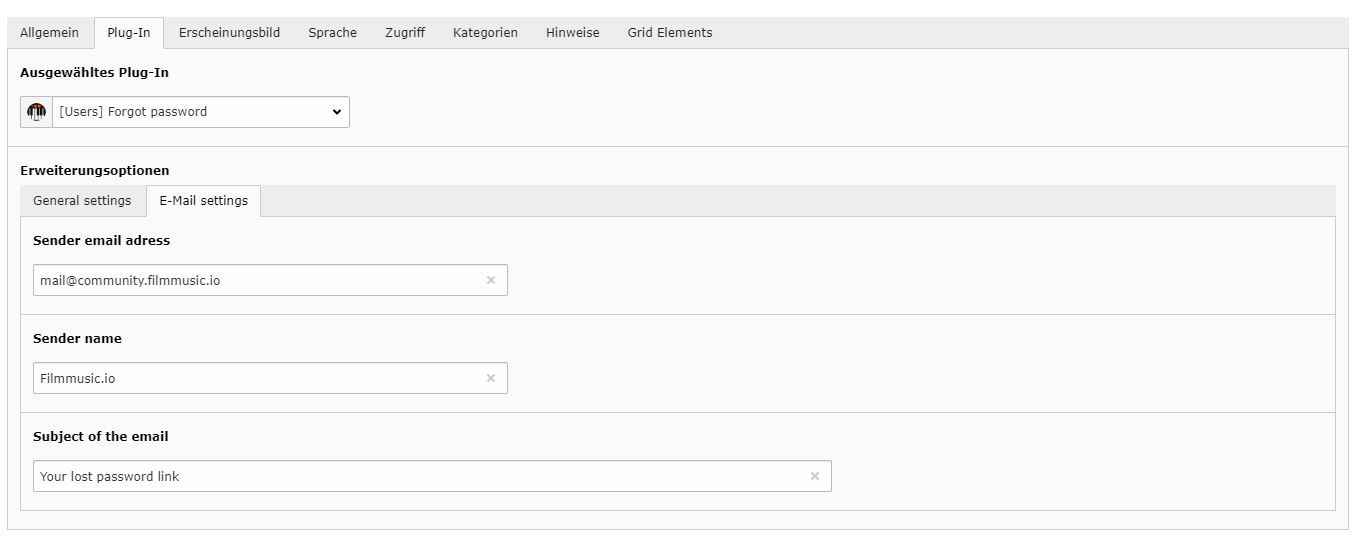 Allgemein Plug-In Erscheinungsbild Sprache Zugriff Kategorien Hinweise Grid Elements
Ausgewähltes Plug-In
[Users] Forgot password
Erweiterungsoptionen
General settings E-Mail settings
Sender email adress
mail@community.filmmusic.io
Sender name
Filmmusic.io
Subject of the email
Your lost password link